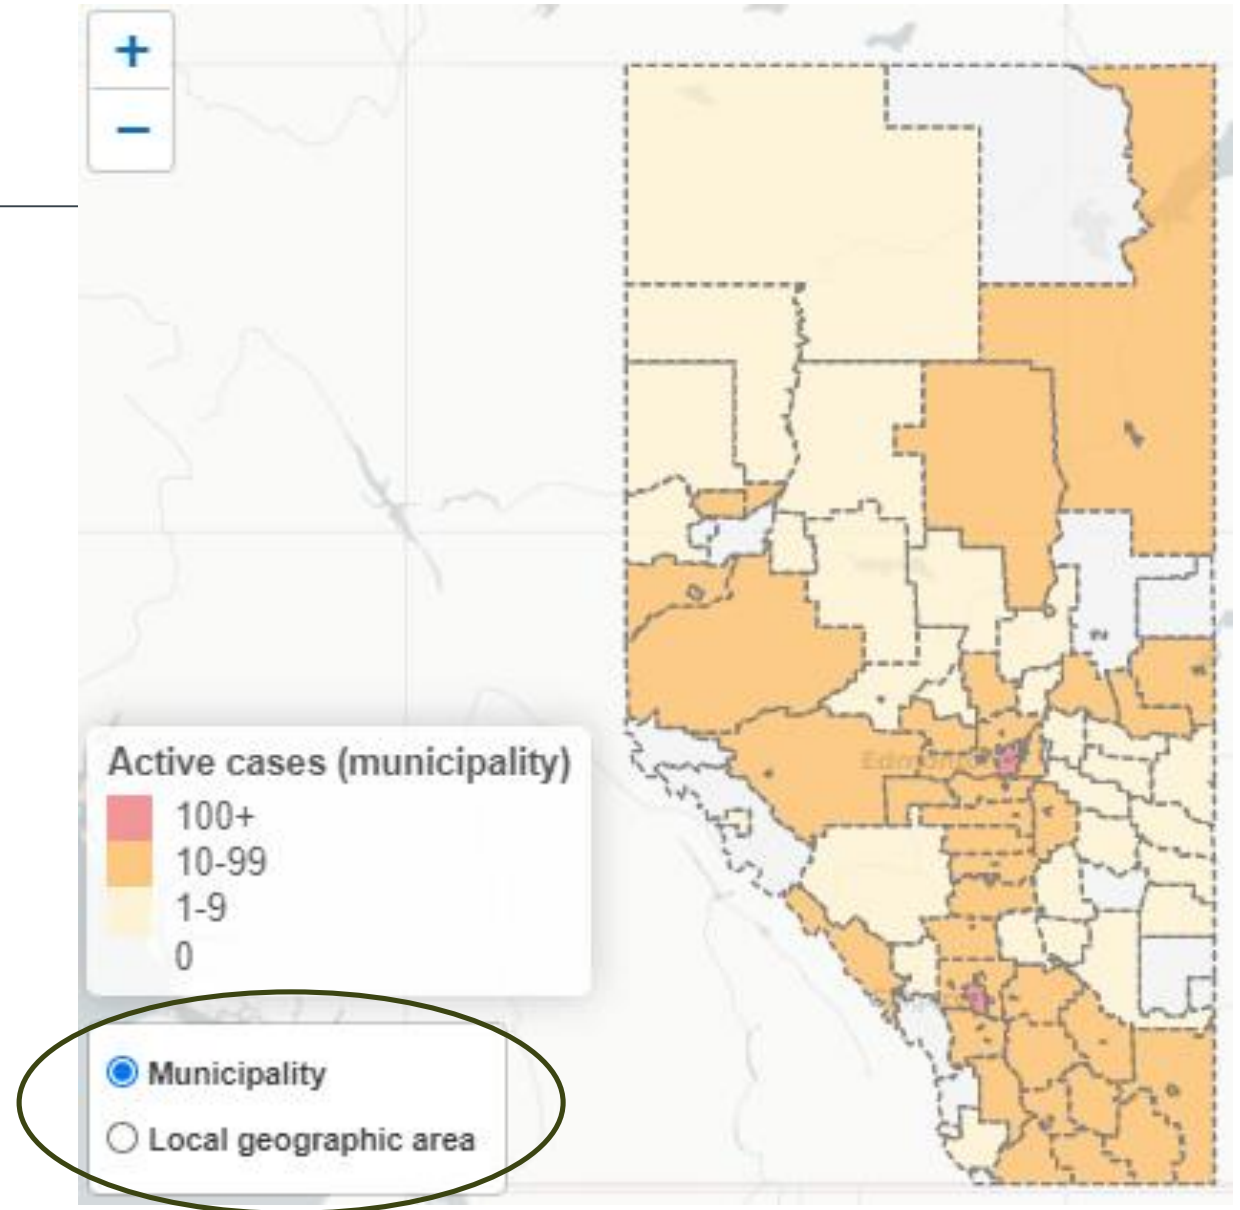 +
−
Active cases (municipality)
100+
10-99
1-9
0
Municipality
Local geographic area